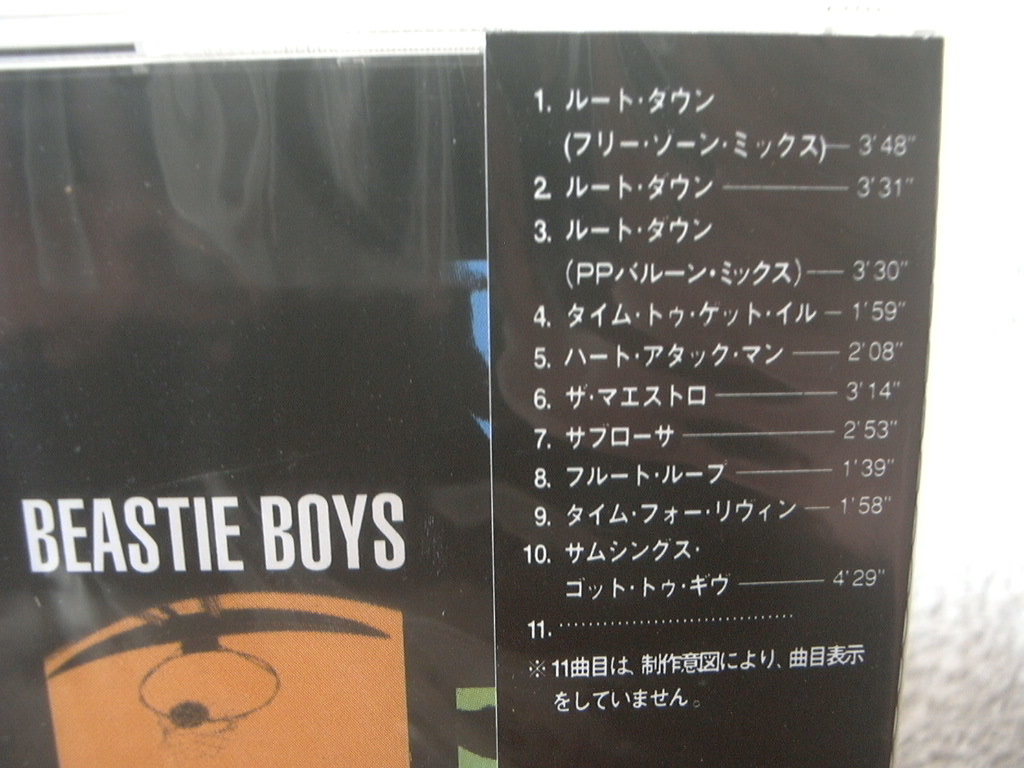 1. ルート・ダウン
(フリー・ゾーン・ミックス)— 3'48"
2. ルート・ダウン ——— 3'31"
3. ルート・ダウン
(PPバルーン・ミックス)— 3'30"
4. タイム・トゥ・ゲット・イル — 1'59"
5. ハート・アタック・マン — 2'08"
6. ザ・マエストロ ——— 3'14"
7. サブローサ ——— 2'53"
8. フルート・ループ ——— 1'39"
9. タイム・フォー・リヴィン — 1'58"
10. サムシングス・
ゴット・トゥ・ギヴ ——— 4'29"
11. ……………………
※ 11曲目は、制作意図により、曲目表示
をしていません。
BEASTIE BOYS